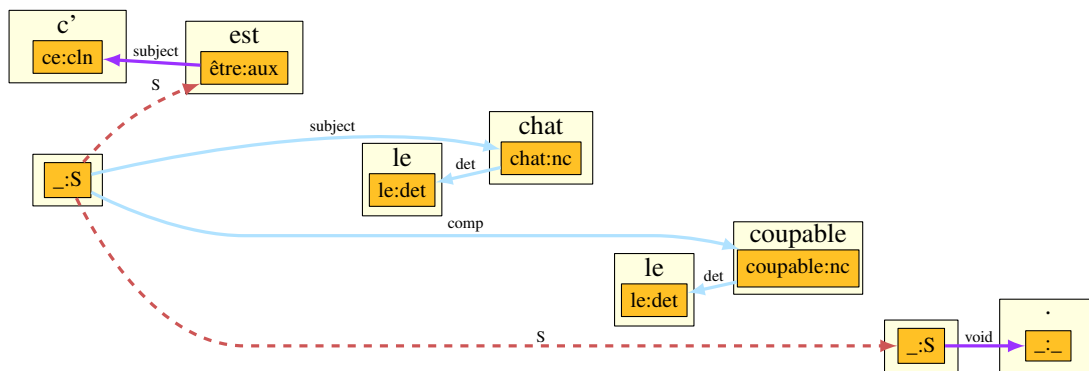 c’
est
ce:cln
subject
être:aux
S
chat
subject
chat:nc
le
det
_:S
le:det
comp
coupable
coupable:nc
le
det
le:det
.
S
_:S
void
_:_